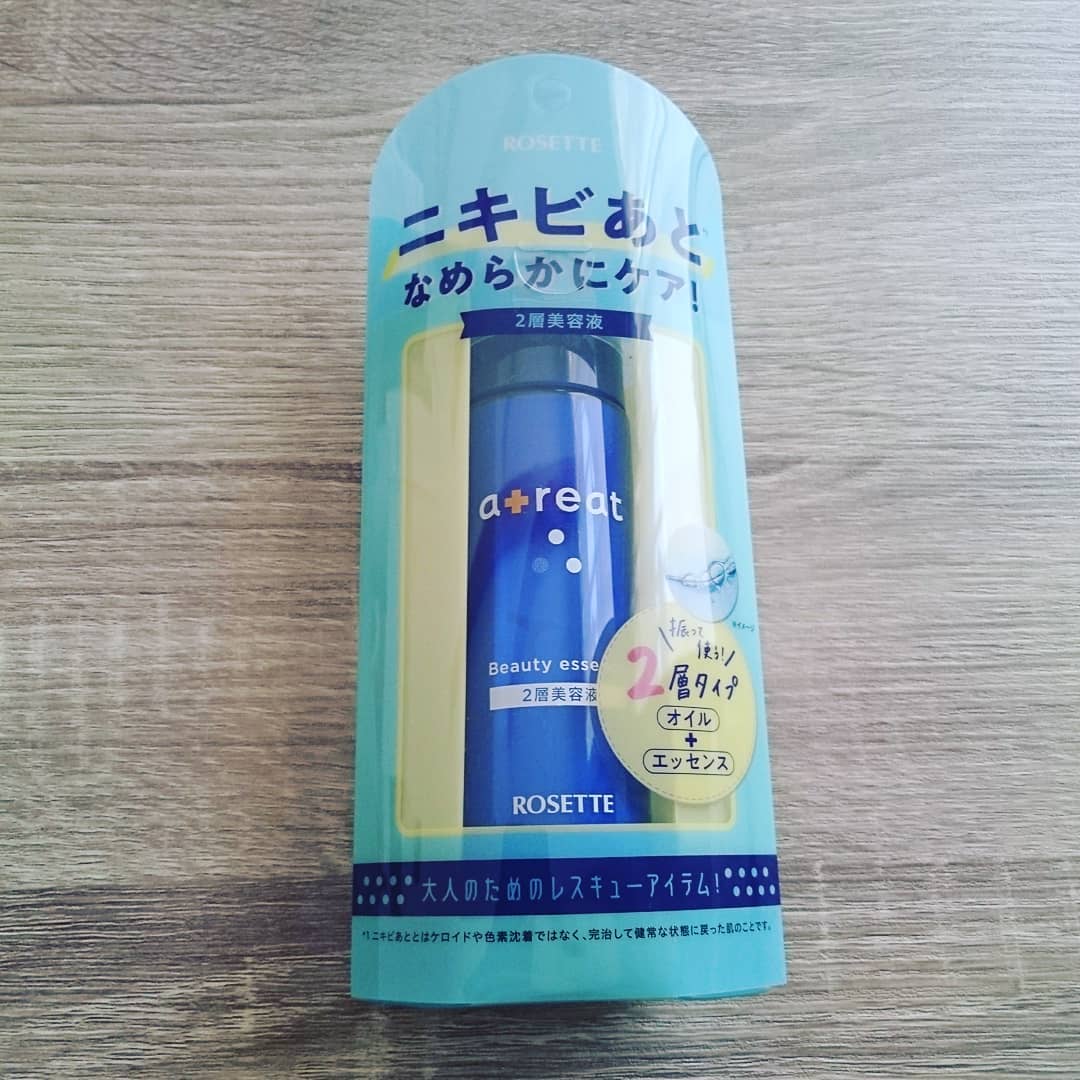 ROSETTE
ニキビあと
なめらかにケア!
2層美容液
a+reat
※イメージ
振って
使う!
2層タイプ
オイル
+
エッセンス
Beauty esse
2層美容液
ROSETTE
大人のためのレスキューアイテム!
*1 ニキビあととはケロイドや色素沈着ではなく、完治して健常な状態に戻った肌のことです。